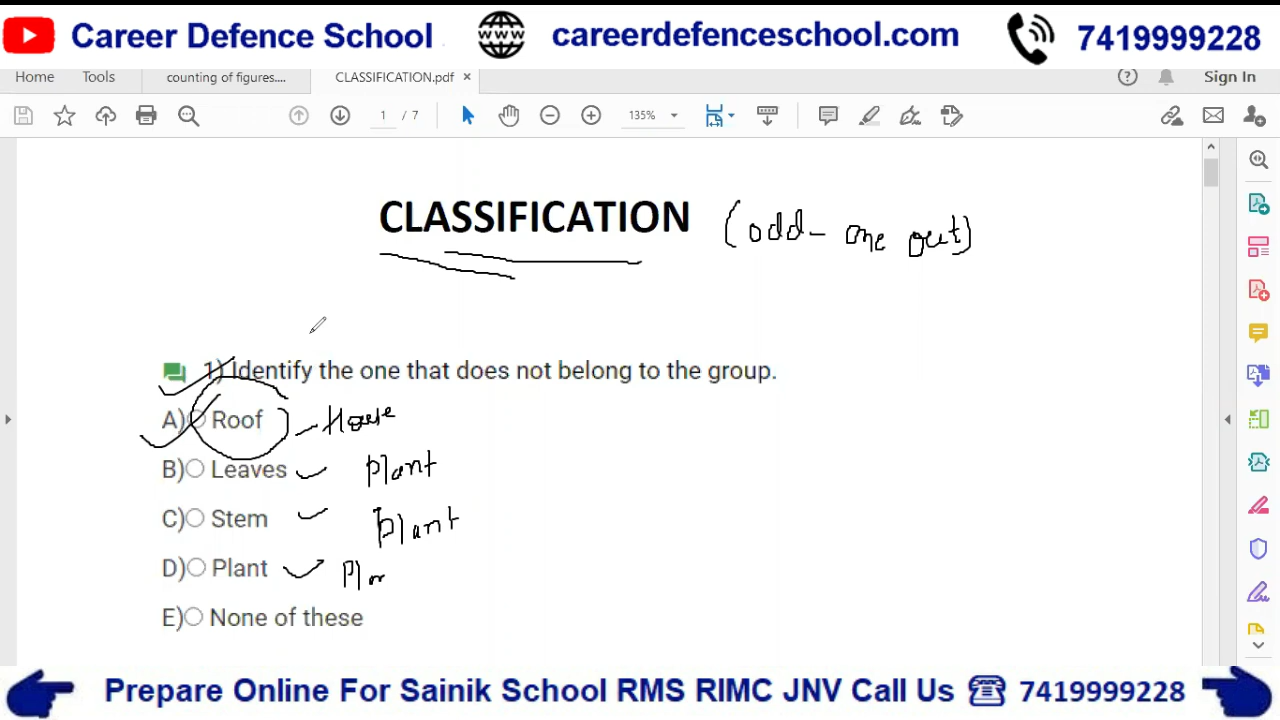 Career Defence School careerdefenceschool.com 7419999228
Home Tools counting of figures.... CLASSIFICATION.pdf × Sign In
1 / 7 135%
CLASSIFICATION (odd-one out)
1) Identify the one that does not belong to the group.
A) Roof - House
B) Leaves Plant
C) Stem Plant
D) Plant Pla
E) None of these
Prepare Online For Sainik School RMS RIMC JNV Call Us 7419999228